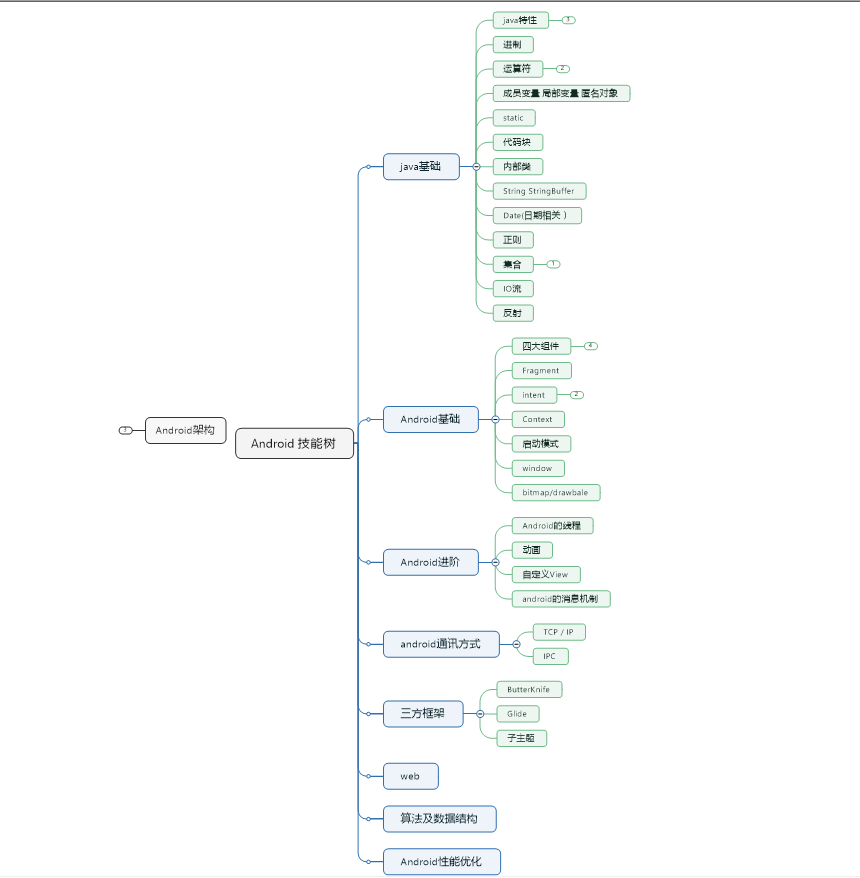 java特性 3
进制
运算符 2
成员变量 局部变量 匿名对象
static
代码块
java基础
内部类
String StringBuffer
Date(日期相关 )
正则
集合 1
IO流
反射
四大组件 4
Fragment
intent 2
Android基础
Context
启动模式
window
bitmap/drawbale
3 Android架构
Android 技能树
Android的线程
动画
Android进阶
自定义View
android的消息机制
TCP / IP
android通讯方式
IPC
ButterKnife
三方框架
Glide
子主题
web
算法及数据结构
Android性能优化